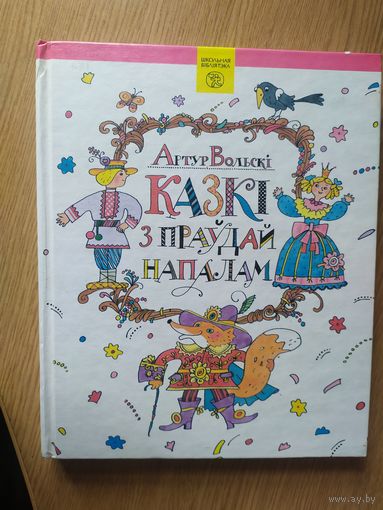 ШКОЛЬНАЯ
БІБЛІЯТЭКА
АРТУР ВОЛЬСКІ
КАЗКІ
З ПРАЎДАЙ
НАПАЛАМ
www.ay.by